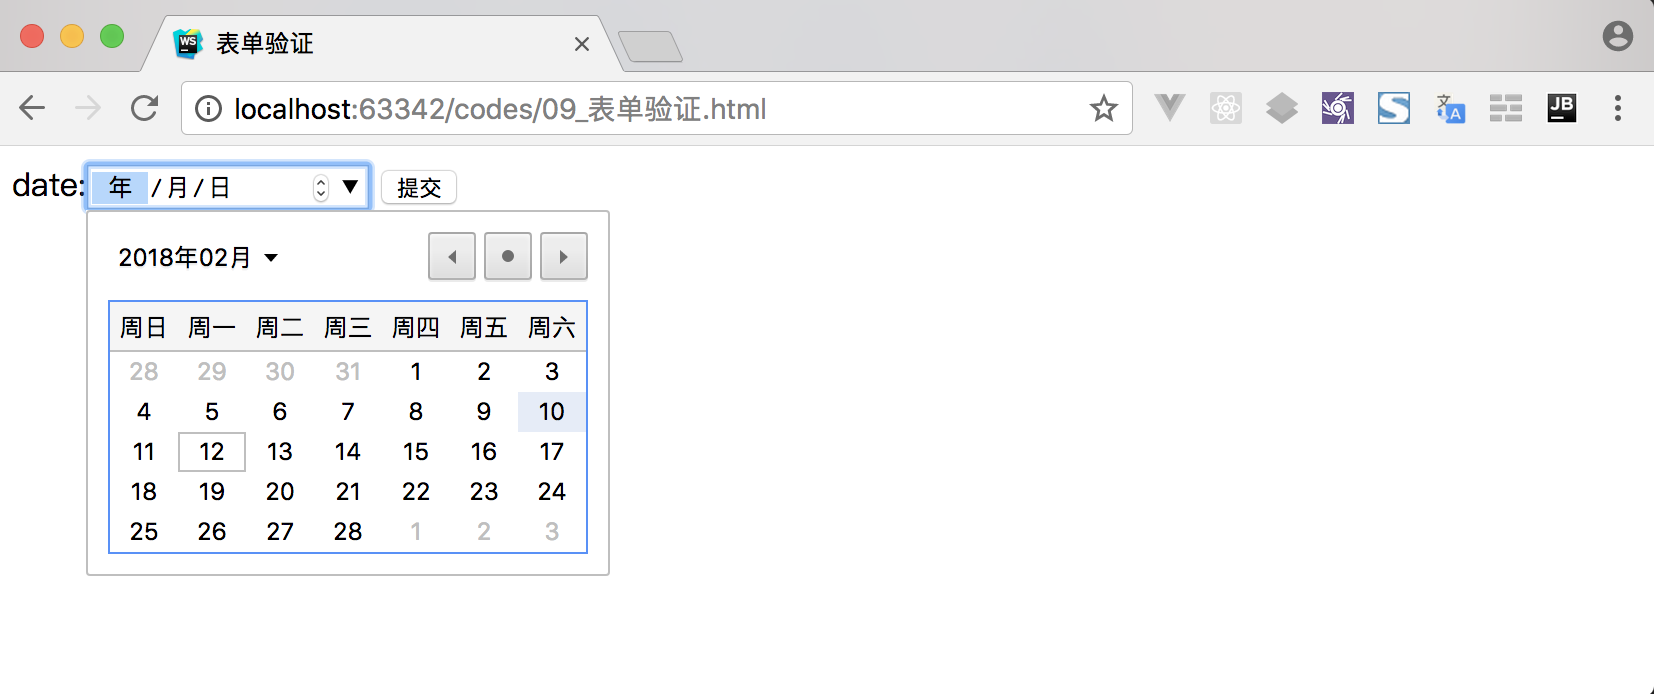 WS 表单验证
localhost:63342/codes/09_表单验证.html
文 A JB
date: 年 / 月 / 日 提交
2018年02月
周日 周一 周二 周三 周四 周五 周六
28 29 30 31 1 2 3
4 5 6 7 8 9 10
11 12 13 14 15 16 17
18 19 20 21 22 23 24
25 26 27 28 1 2 3